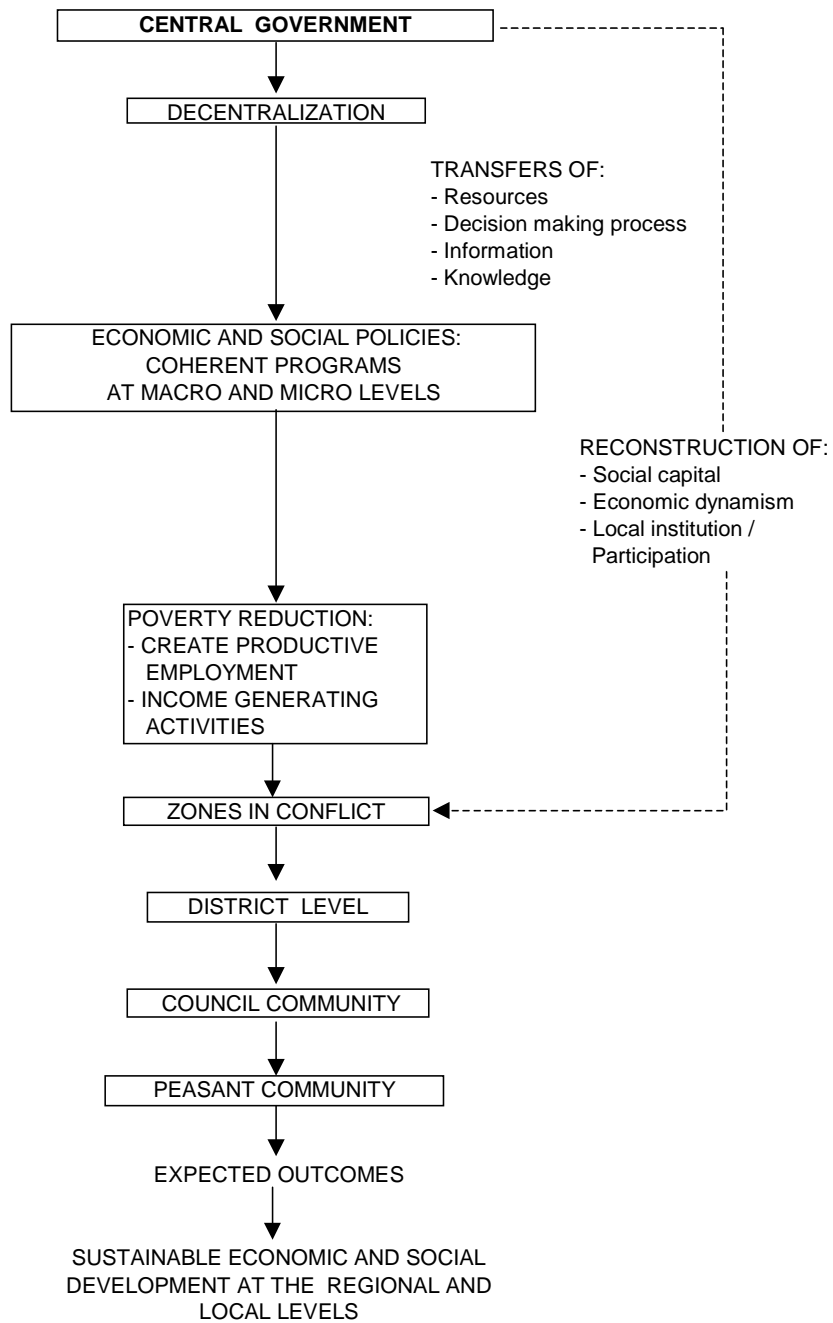 CENTRAL GOVERNMENT
DECENTRALIZATION
TRANSFERS OF:
- Resources
- Decision making process
- Information
- Knowledge
ECONOMIC AND SOCIAL POLICIES:
COHERENT PROGRAMS
AT MACRO AND MICRO LEVELS
RECONSTRUCTION OF:
- Social capital
- Economic dynamism
- Local institution /
Participation
POVERTY REDUCTION:
- CREATE PRODUCTIVE
EMPLOYMENT
- INCOME GENERATING
ACTIVITIES
ZONES IN CONFLICT
DISTRICT LEVEL
COUNCIL COMMUNITY
PEASANT COMMUNITY
EXPECTED OUTCOMES
SUSTAINABLE ECONOMIC AND SOCIAL
DEVELOPMENT AT THE REGIONAL AND
LOCAL LEVELS